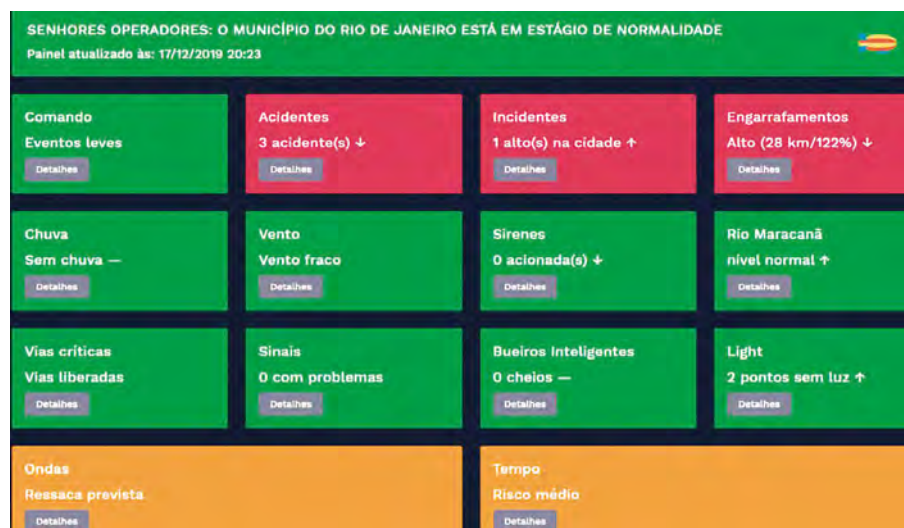 SENHORES OPERADORES: O MUNICÍPIO DO RIO DE JANEIRO ESTÁ EM ESTÁGIO DE NORMALIDADE
Painel atualizado às: 17/12/2019 20:23
Comando
Eventos leves
Detalhes
Acidentes
3 acidente(s) ↓
Detalhes
Incidentes
1 alto(s) na cidade ↑
Detalhes
Engarrafamentos
Alto (28 km/122%) ↓
Detalhes
Chuva
Sem chuva —
Detalhes
Vento
Vento fraco
Detalhes
Sirenes
0 acionada(s) ↓
Detalhes
Rio Maracanã
nível normal ↑
Detalhes
Vias críticas
Vias liberadas
Detalhes
Sinais
0 com problemas
Detalhes
Bueiros Inteligentes
0 cheios —
Detalhes
Light
2 pontos sem luz ↑
Detalhes
Ondas
Ressaca prevista
Detalhes
Tempo
Risco médio
Detalhes